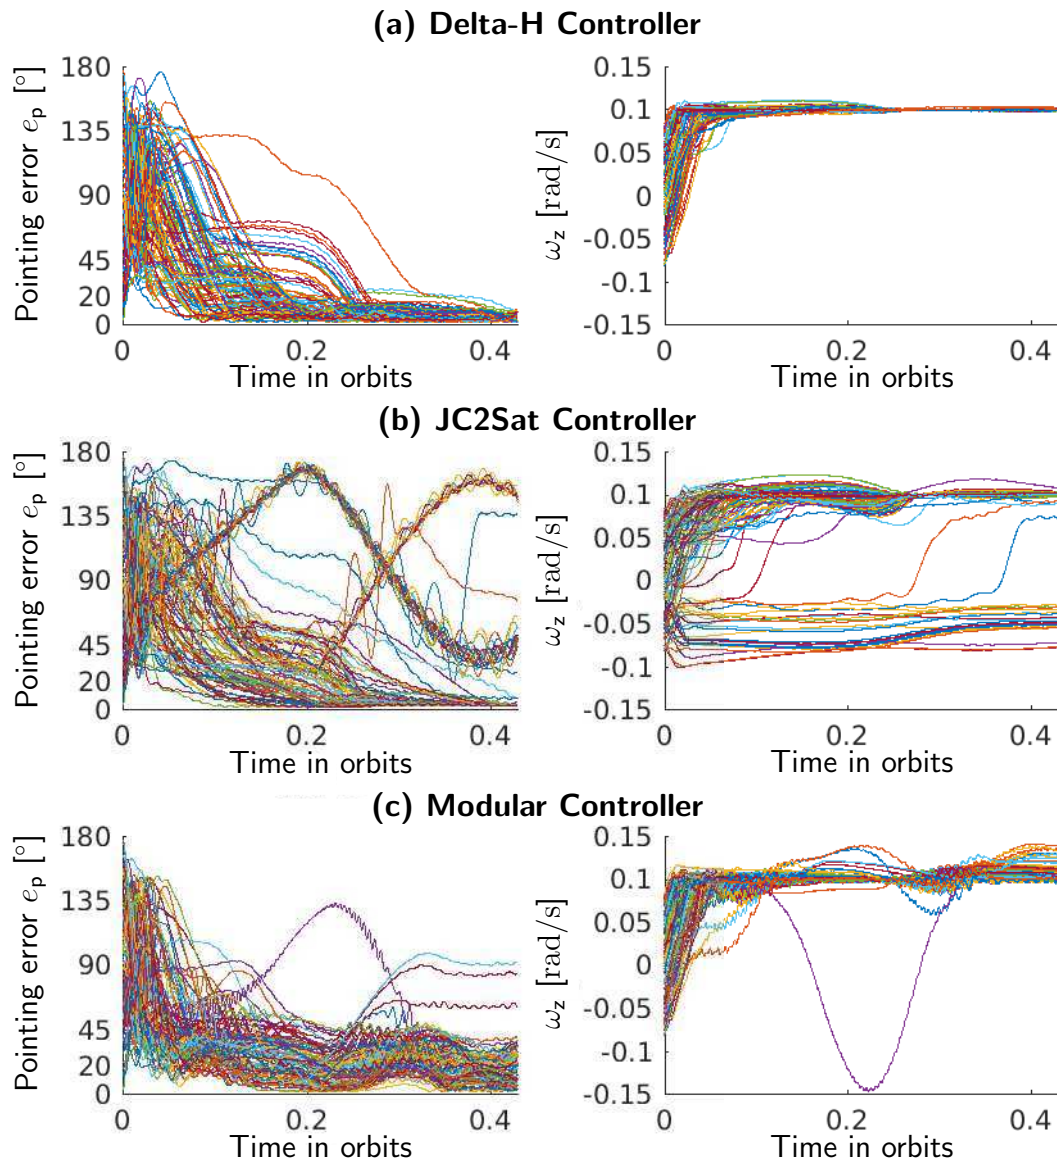 (a) Delta-H Controller
Pointing error e_p [°]
180
135
90
45
20
0
0 0.2 0.4
Time in orbits
ω_z [rad/s]
0.15
0.1
0.05
0
-0.05
-0.1
-0.15
0 0.2 0.4
Time in orbits
(b) JC2Sat Controller
Pointing error e_p [°]
180
135
90
45
20
0
0 0.2 0.4
Time in orbits
ω_z [rad/s]
0.15
0.1
0.05
0
-0.05
-0.1
-0.15
0 0.2 0.4
Time in orbits
(c) Modular Controller
Pointing error e_p [°]
180
135
90
45
20
0
0 0.2 0.4
Time in orbits
ω_z [rad/s]
0.15
0.1
0.05
0
-0.05
-0.1
-0.15
0 0.2 0.4
Time in orbits